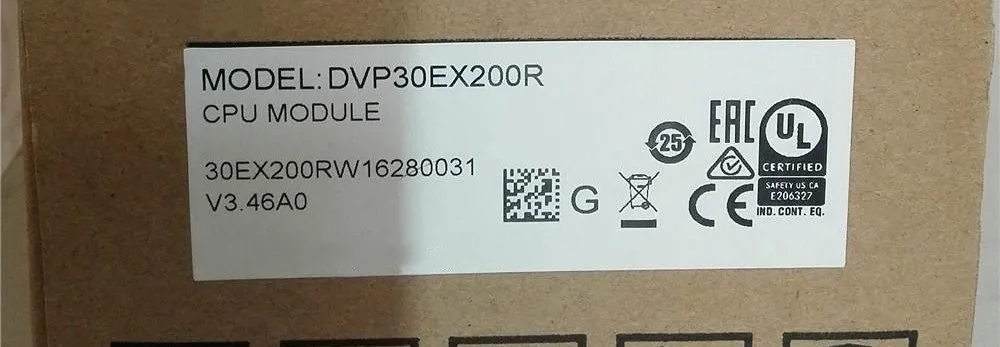 MODEL: DVP30EX200R
CPU MODULE
30EX200RW16280031
V3.46A0
25
G
EAC
UL
CERTIFIED
SAFETY US CA
E206327
IND. CONT. EQ.
CE